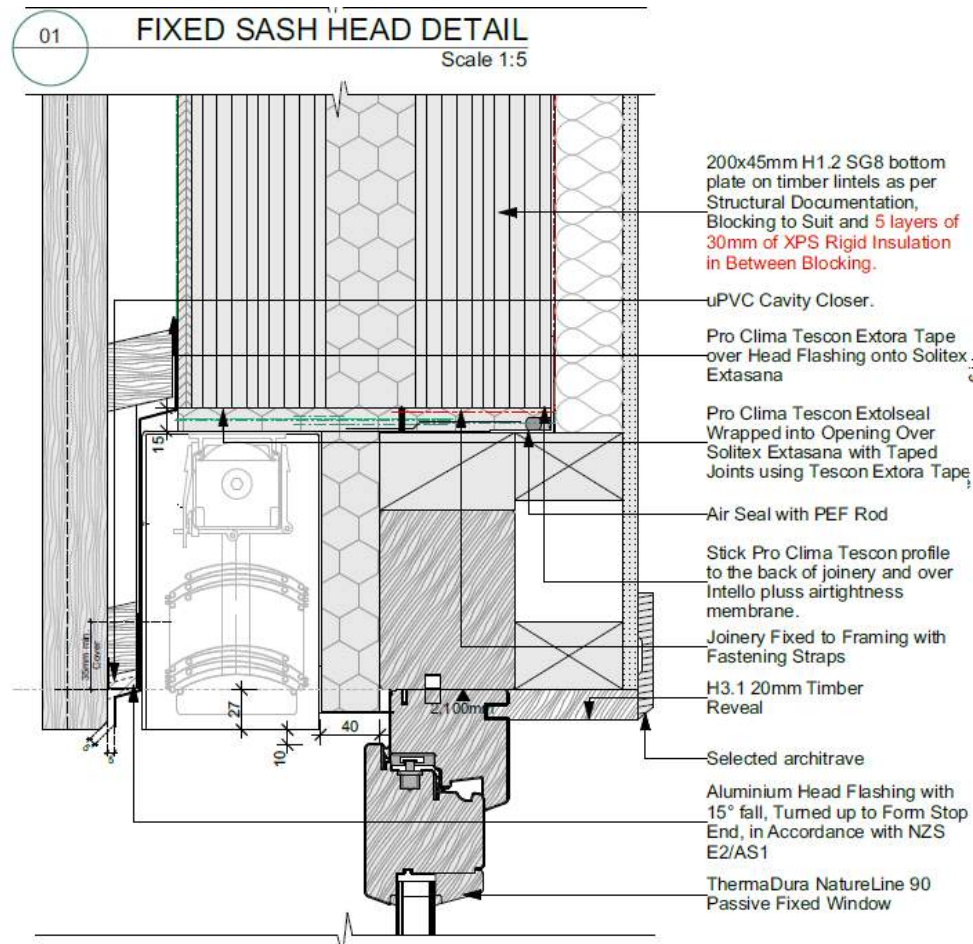 01
FIXED SASH HEAD DETAIL
Scale 1:5
200x45mm H1.2 SG8 bottom
plate on timber lintels as per
Structural Documentation,
Blocking to Suit and 5 layers of
30mm of XPS Rigid Insulation
in Between Blocking.
uPVC Cavity Closer.
Pro Clima Tescon Extora Tape
over Head Flashing onto Solitex
Extasana
Pro Clima Tescon Extolseal
Wrapped into Opening Over
Solitex Extasana with Taped
Joints using Tescon Extora Tape
Air Seal with PEF Rod
Stick Pro Clima Tescon profile
to the back of joinery and over
Intello pluss airtightness
membrane.
Joinery Fixed to Framing with
Fastening Straps
H3.1 20mm Timber
Reveal
Selected architrave
Aluminium Head Flashing with
15° fall, Turned up to Form Stop
End, in Accordance with NZS
E2/AS1
ThermaDura NatureLine 90
Passive Fixed Window
15
35mm min
Cover
27
10
40
2,100mm
5